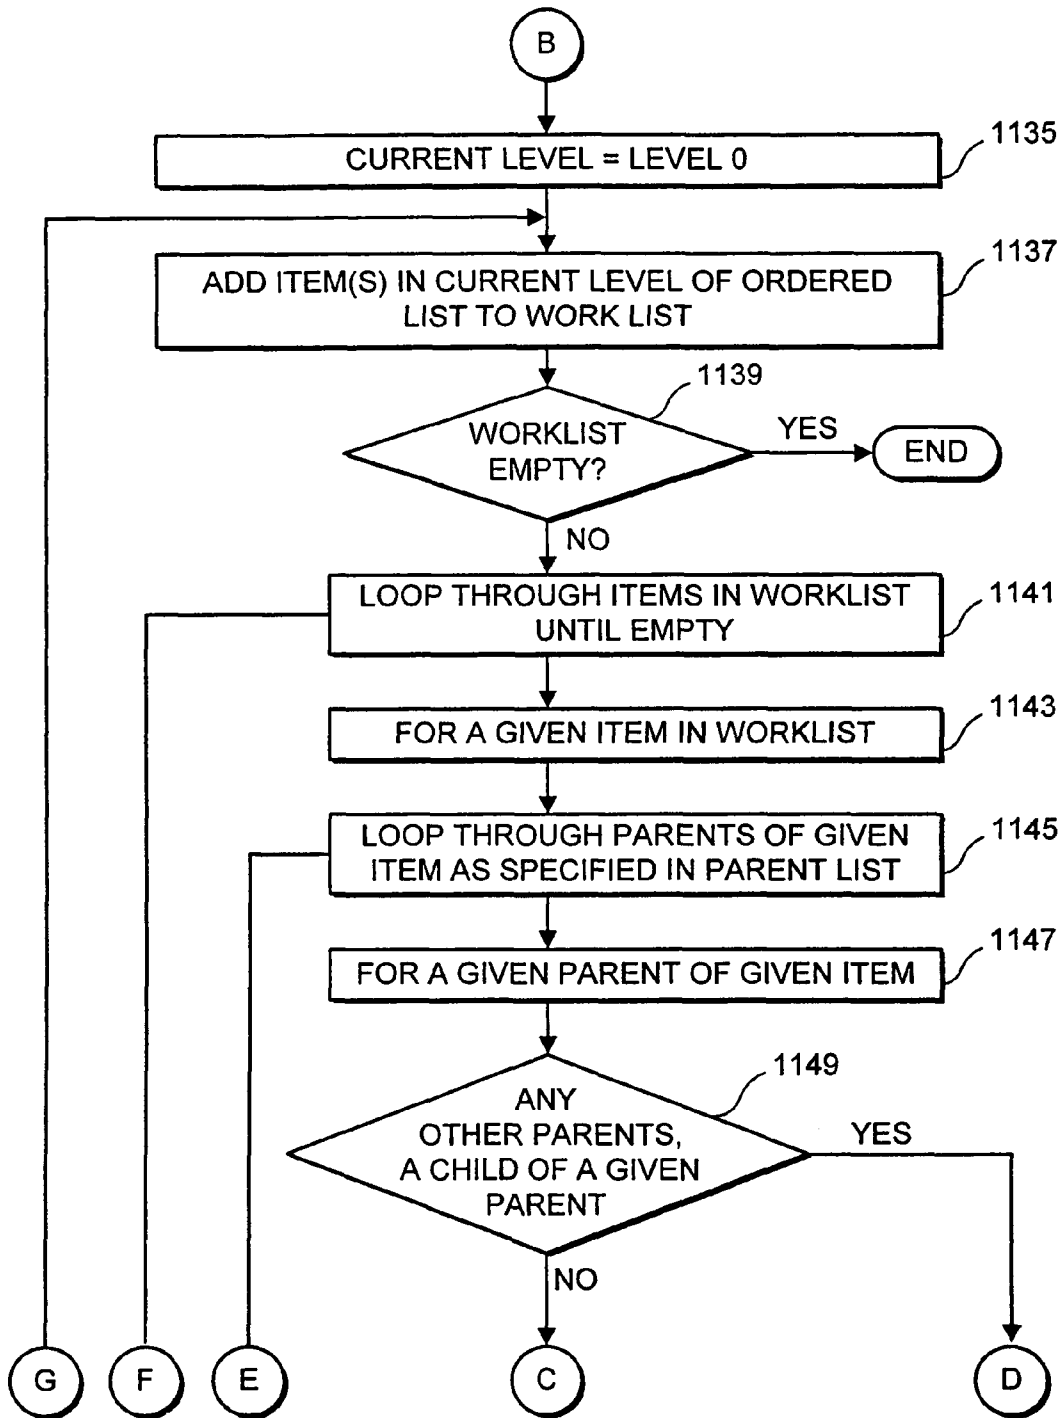 B
1135
CURRENT LEVEL = LEVEL 0
1137
ADD ITEM(S) IN CURRENT LEVEL OF ORDERED
LIST TO WORK LIST
1139
WORKLIST
EMPTY?
YES
END
NO
1141
LOOP THROUGH ITEMS IN WORKLIST
UNTIL EMPTY
1143
FOR A GIVEN ITEM IN WORKLIST
1145
LOOP THROUGH PARENTS OF GIVEN
ITEM AS SPECIFIED IN PARENT LIST
1147
FOR A GIVEN PARENT OF GIVEN ITEM
1149
ANY
OTHER PARENTS,
A CHILD OF A GIVEN
PARENT
YES
NO
G
F
E
C
D